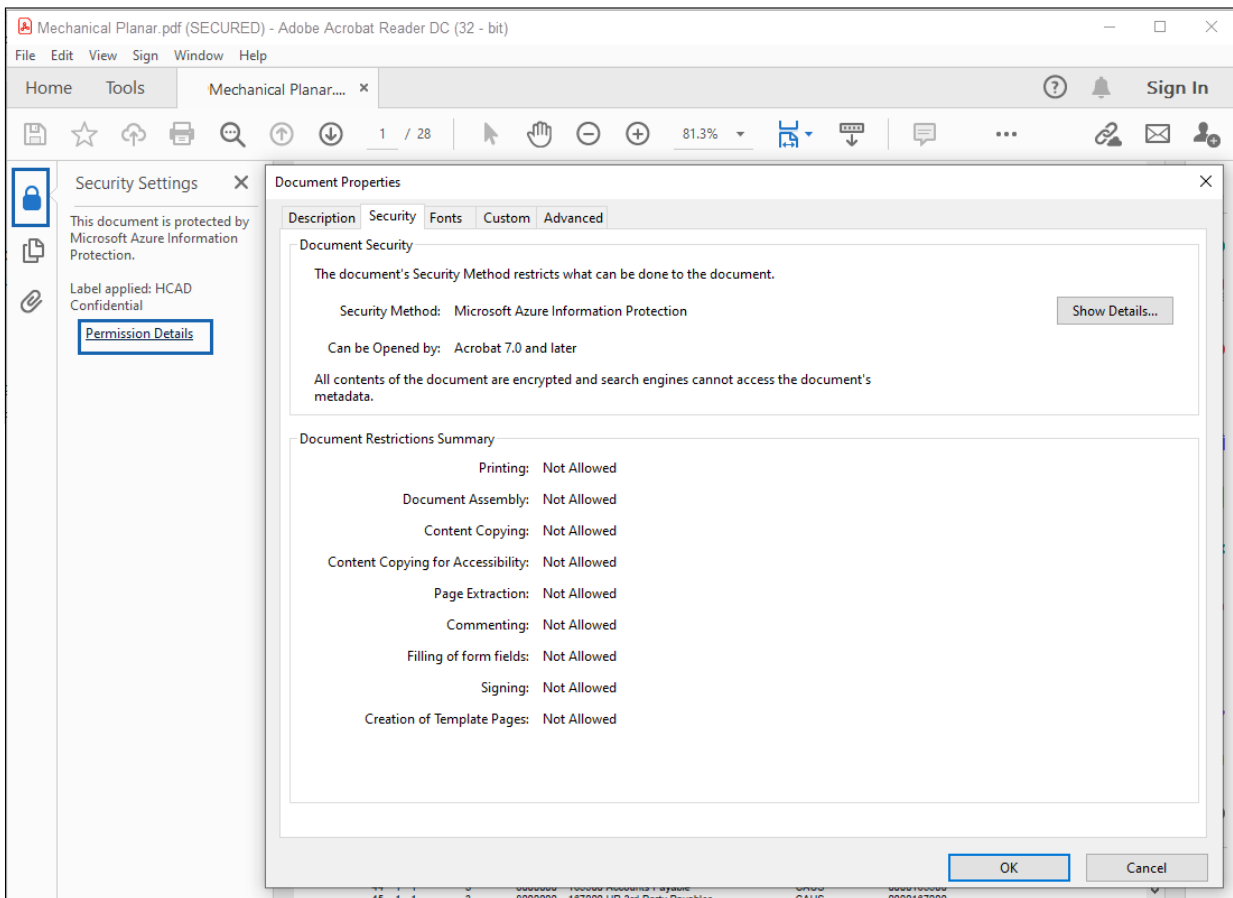 Mechanical Planar.pdf (SECURED) - Adobe Acrobat Reader DC (32 - bit)
File Edit View Sign Window Help
Home Tools Mechanical Planar.... × Sign In
1 / 28 81.3%
Security Settings
This document is protected by
Microsoft Azure Information
Protection.
Label applied: HCAD
Confidential
Permission Details
Document Properties
Description Security Fonts Custom Advanced
Document Security
The document's Security Method restricts what can be done to the document.
Security Method: Microsoft Azure Information Protection
Show Details...
Can be Opened by: Acrobat 7.0 and later
All contents of the document are encrypted and search engines cannot access the document's
metadata.
Document Restrictions Summary
Printing: Not Allowed
Document Assembly: Not Allowed
Content Copying: Not Allowed
Content Copying for Accessibility: Not Allowed
Page Extraction: Not Allowed
Commenting: Not Allowed
Filling of form fields: Not Allowed
Signing: Not Allowed
Creation of Template Pages: Not Allowed
OK Cancel